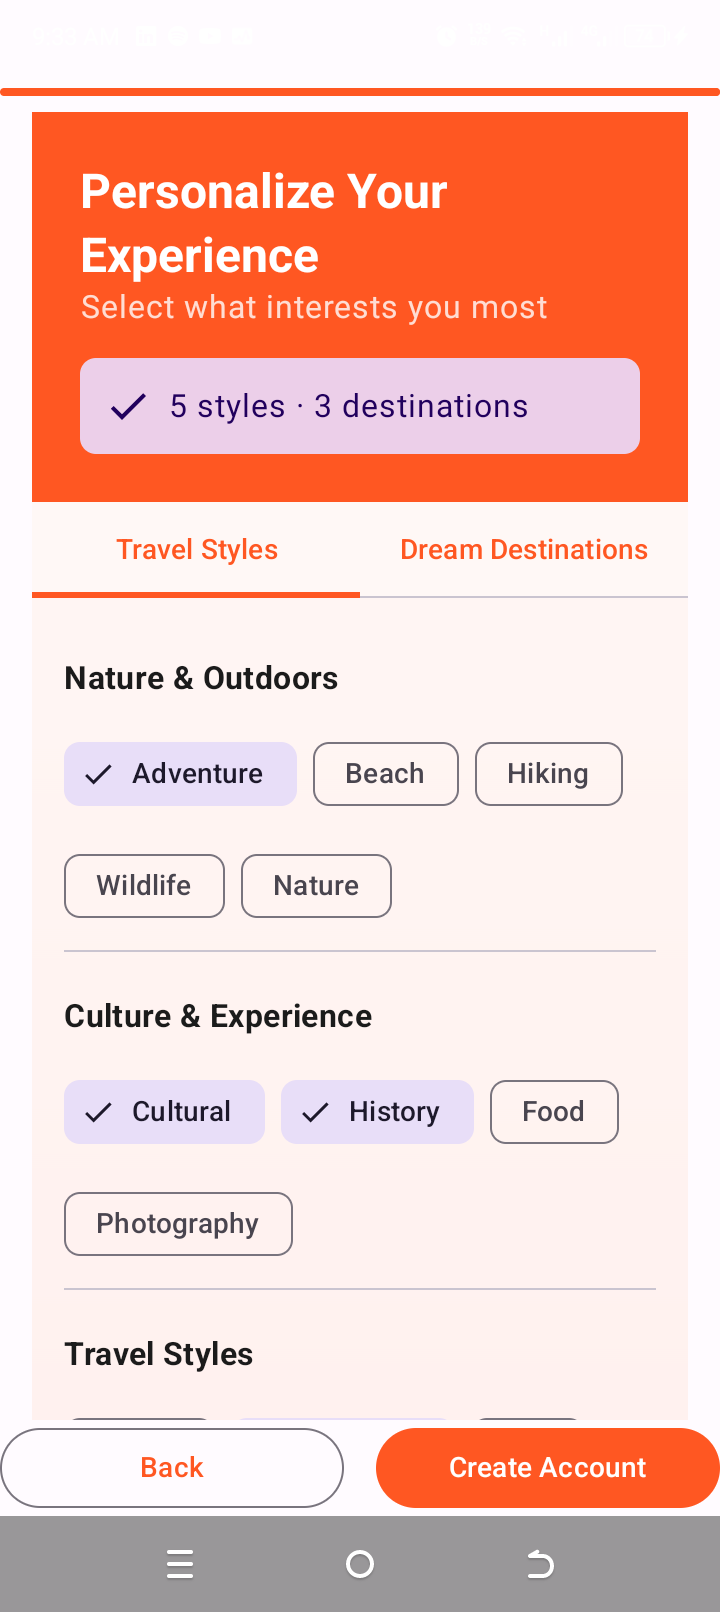 Personalize Your
Experience
Select what interests you most
5 styles · 3 destinations
Travel Styles
Dream Destinations
Nature & Outdoors
Adventure
Beach
Hiking
Wildlife
Nature
Culture & Experience
Cultural
History
Food
Photography
Travel Styles
Back
Create Account